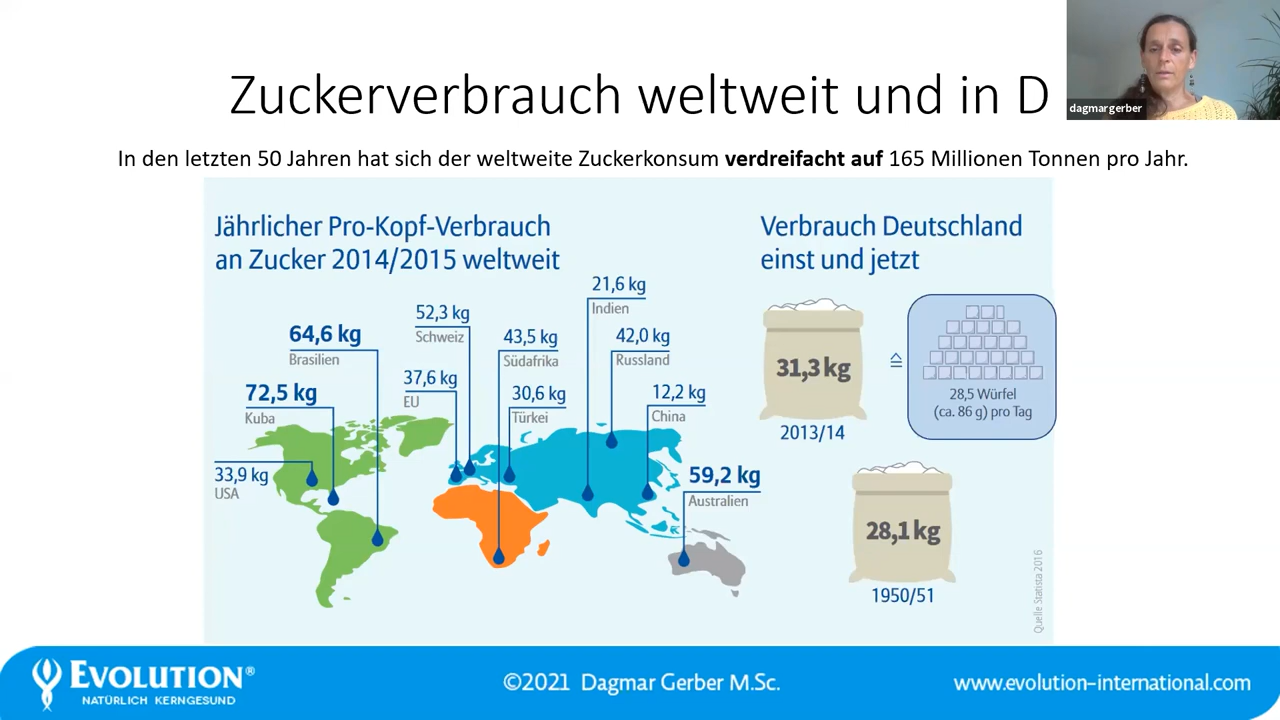 Zuckerverbrauch weltweit und in D
dagmargerber
In den letzten 50 Jahren hat sich der weltweite Zuckerkonsum verdreifacht auf 165 Millionen Tonnen pro Jahr.
Jährlicher Pro-Kopf-Verbrauch
an Zucker 2014/2015 weltweit
64,6 kg
Brasilien
72,5 kg
Kuba
33,9 kg
USA
52,3 kg
Schweiz
37,6 kg
EU
43,5 kg
Südafrika
30,6 kg
Türkei
21,6 kg
Indien
42,0 kg
Russland
12,2 kg
China
59,2 kg
Australien
Verbrauch Deutschland
einst und jetzt
31,3 kg
2013/14
≙
28,5 Würfel
(ca. 86 g) pro Tag
28,1 kg
1950/51
Quelle Statista 2016
EVOLUTION®
NATÜRLICH KERNGESUND
©2021 Dagmar Gerber M.Sc.
www.evolution-international.com